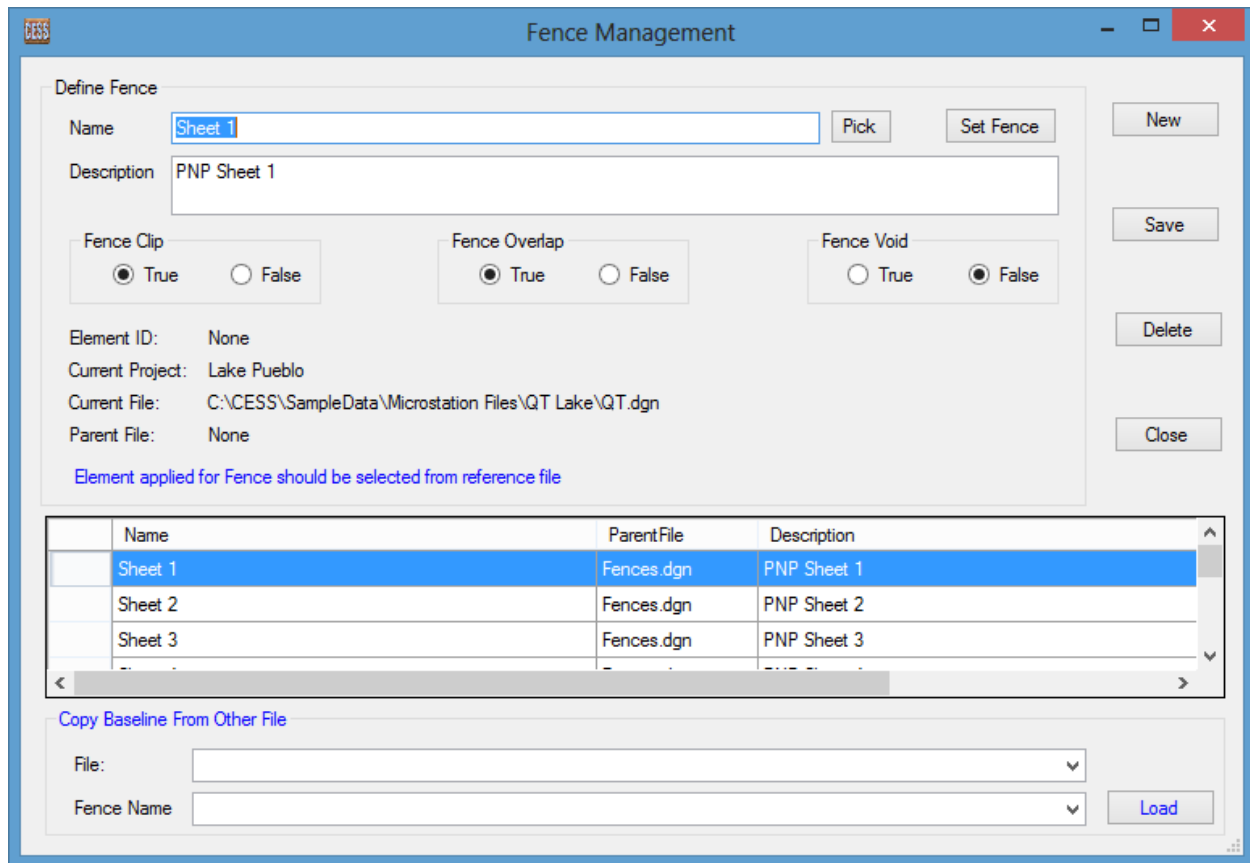 CESS
Fence Management
Define Fence
Name Sheet 1 Pick Set Fence New
Description PNP Sheet 1
Save
Fence Clip Fence Overlap Fence Void
True False True False True False
Element ID: None
Delete
Current Project: Lake Pueblo
Current File: C:\CESS\SampleData\Microstation Files\QT Lake\QT.dgn
Parent File: None
Close
Element applied for Fence should be selected from reference file
Name ParentFile Description
Sheet 1 Fences.dgn PNP Sheet 1
Sheet 2 Fences.dgn PNP Sheet 2
Sheet 3 Fences.dgn PNP Sheet 3
Copy Baseline From Other File
File:
Fence Name Load